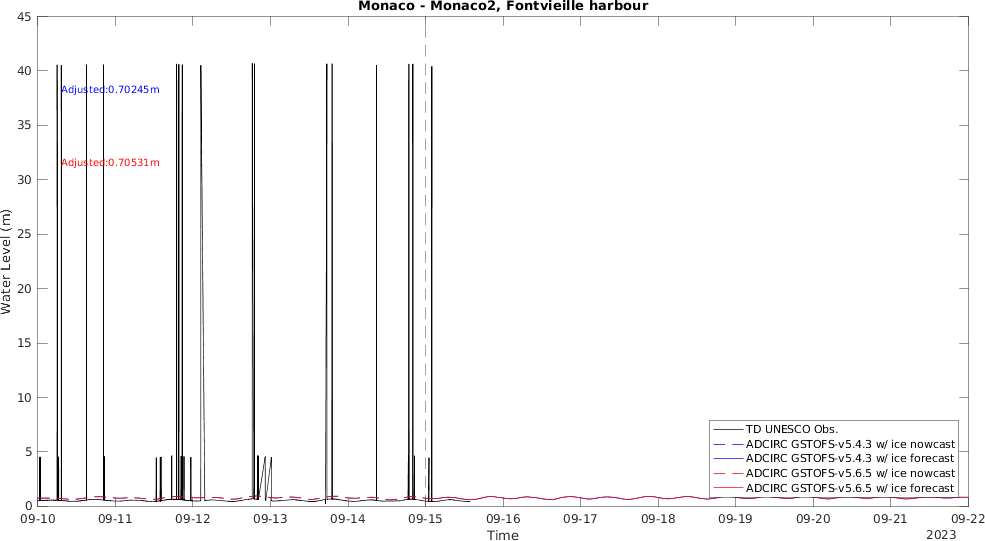 Monaco - Monaco2, Fontvieille harbour
45
40
35
30
25
20
15
10
5
0
Water Level (m)
Adjusted:0.70245m
Adjusted:0.70531m
TD UNESCO Obs.
ADCIRC GSTOFS-v5.4.3 w/ ice nowcast
ADCIRC GSTOFS-v5.4.3 w/ ice forecast
ADCIRC GSTOFS-v5.6.5 w/ ice nowcast
ADCIRC GSTOFS-v5.6.5 w/ ice forecast
09-10 09-11 09-12 09-13 09-14 09-15 09-16 09-17 09-18 09-19 09-20 09-21 09-22
Time
2023